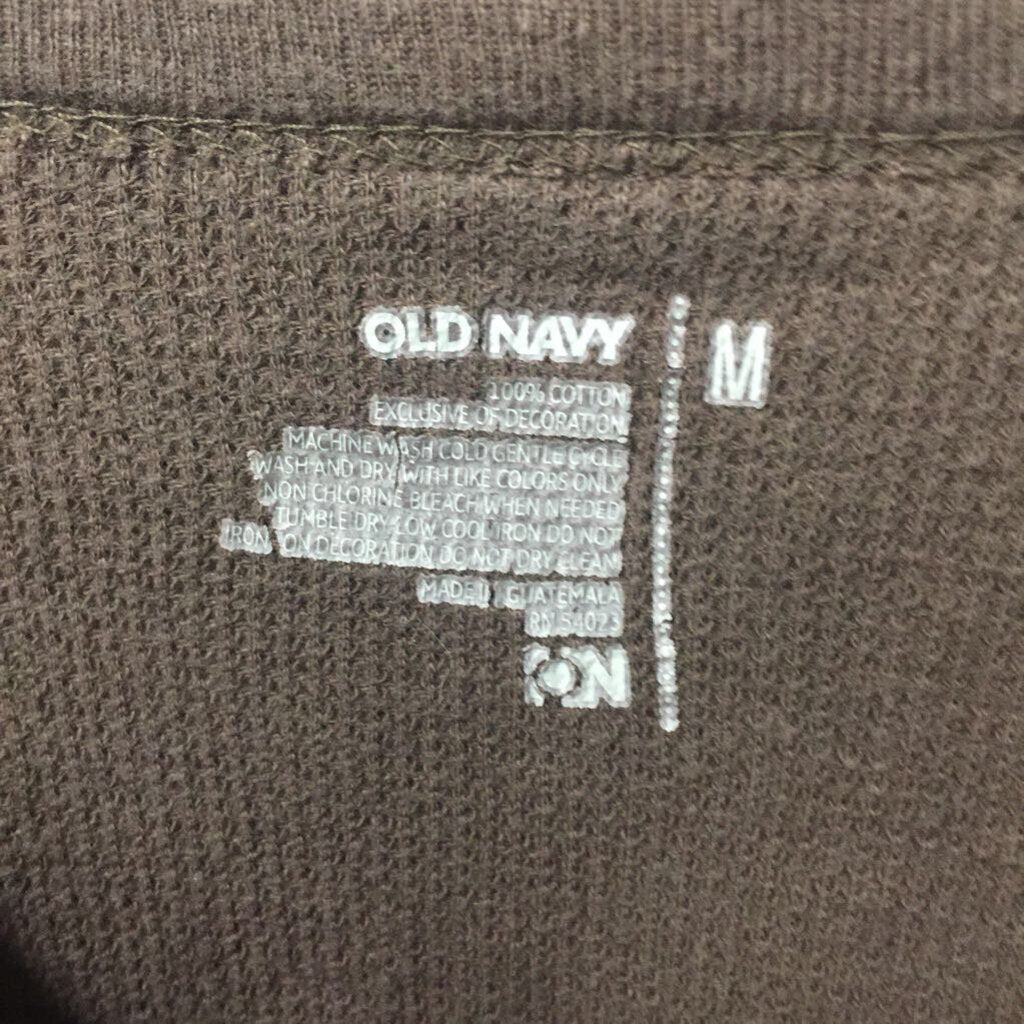 OLD NAVY
M
100% COTTON
EXCLUSIVE OF DECORATION
MACHINE WASH COLD GENTLE CYCLE
WASH AND DRY WITH LIKE COLORS ONLY
NON CHLORINE BLEACH WHEN NEEDED
TUMBLE DRY LOW COOL IRON DO NOT
IRON ON DECORATION DO NOT DRY CLEAN
MADE IN GUATEMALA
RN 54023
ON